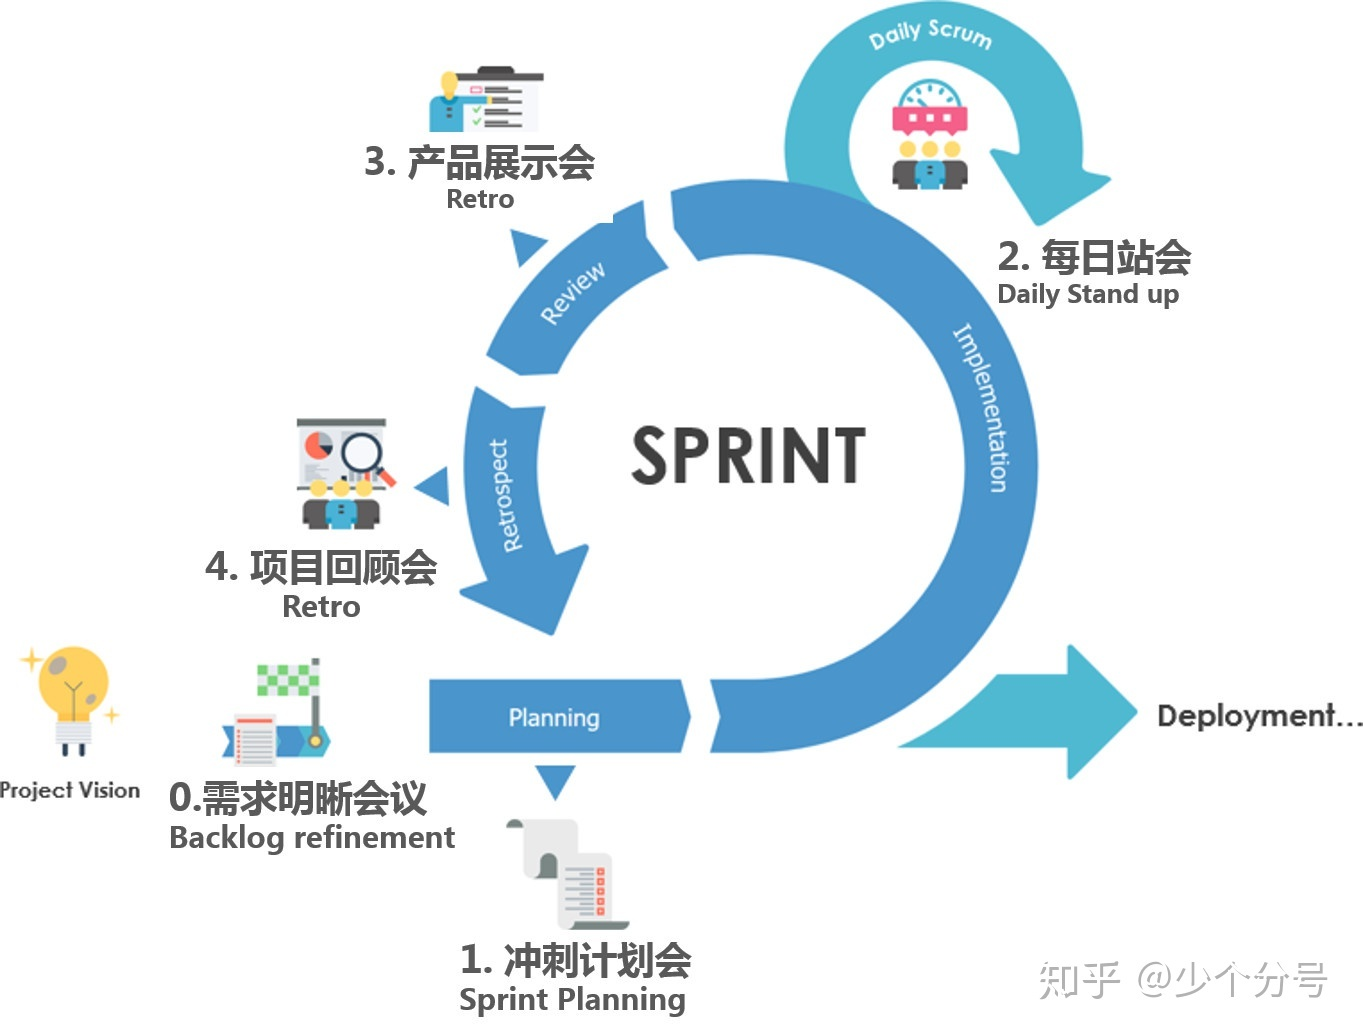 Daily Scrum
3. 产品展示会
Retro
2. 每日站会
Daily Stand up
Review
Implementation
SPRINT
Retrospect
4. 项目回顾会
Retro
Planning
Deployment...
Project Vision
0.需求明晰会议
Backlog refinement
1. 冲刺计划会
Sprint Planning
知乎 @少个分号